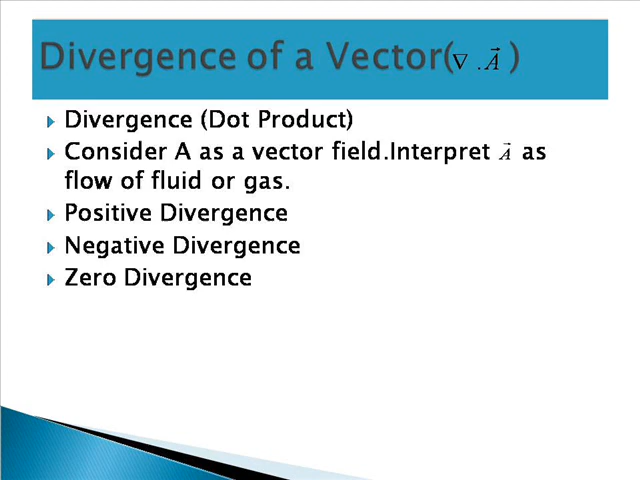 Divergence of a Vector(∇ . A⃗ )
Divergence (Dot Product)
Consider A as a vector field.Interpret A⃗ as
flow of fluid or gas.
Positive Divergence
Negative Divergence
Zero Divergence